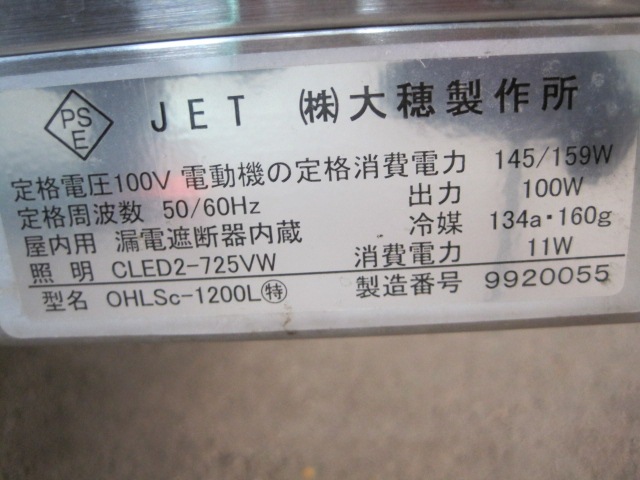 PS E JET ㈱大穂製作所
定格電圧100V 電動機の定格消費電力 145/159W
定格周波数 50/60Hz 出力 100W
屋内用 漏電遮断器内蔵 冷媒 134a・160g
照 明 CLED2-725VW 消費電力 11W
型名 OHLSc-1200L㊕ 製造番号 9920055